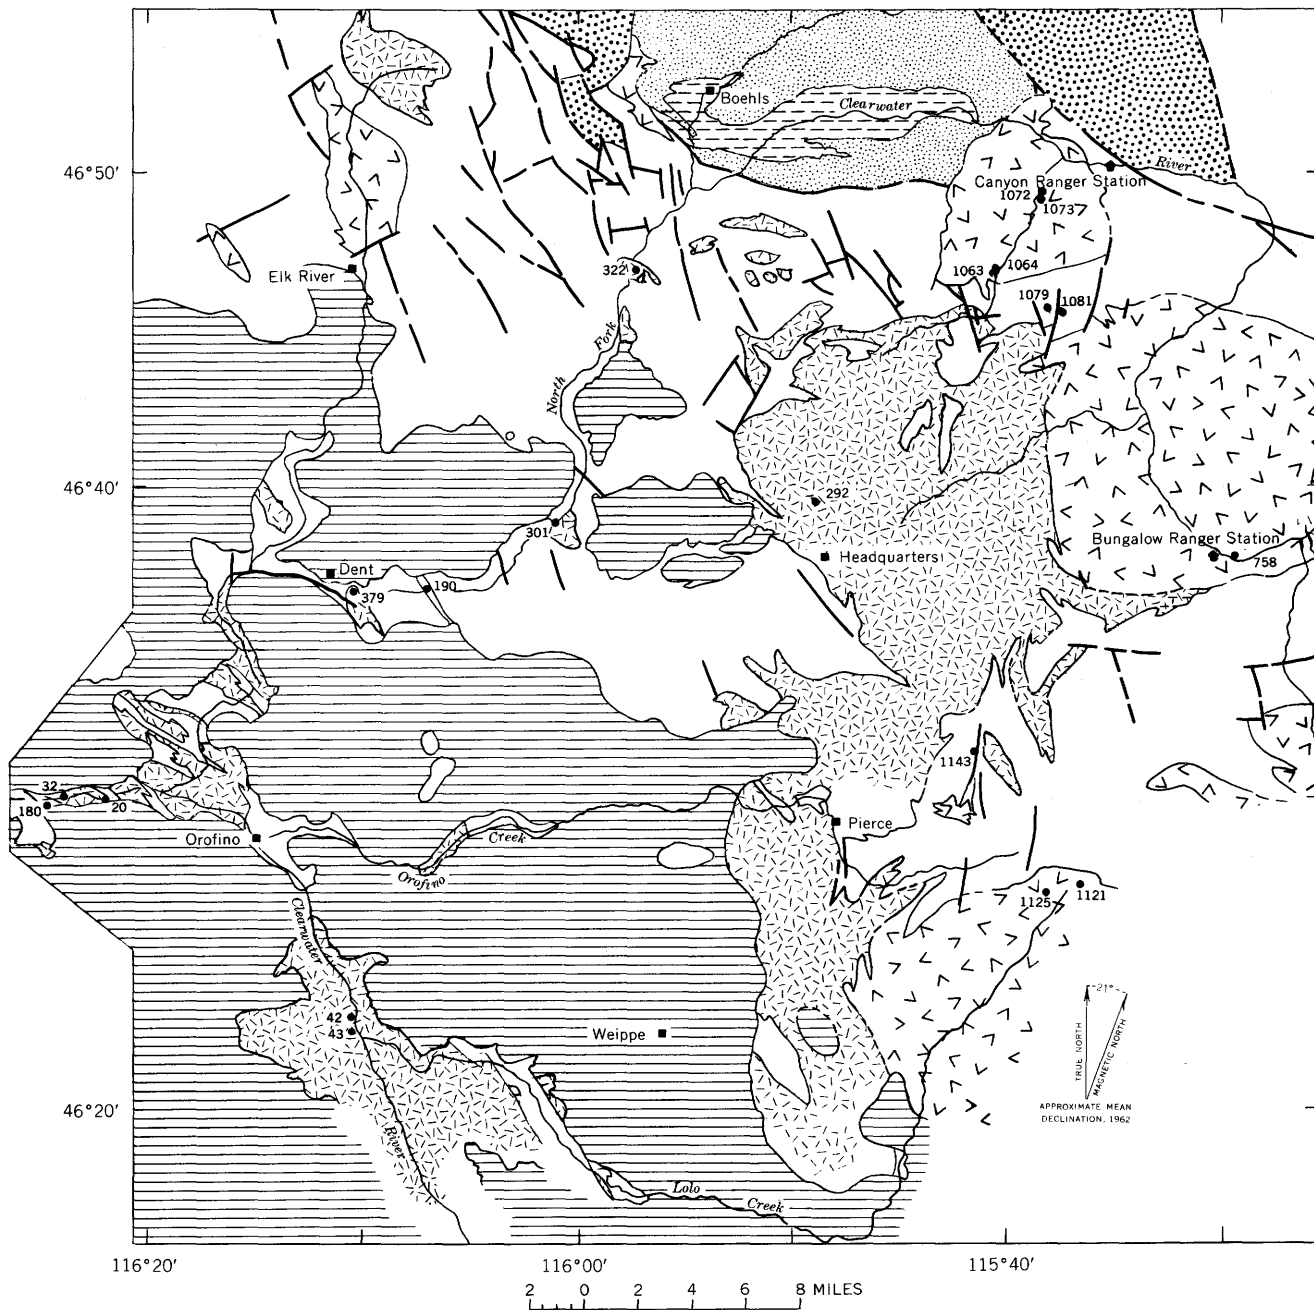 Boehls
Clearwater
River
46°50'
Canyon Ranger Station
1072
1073
Elk River
322
1063
1064
1079
1081
Fork
North
46°40'
292
301
Bungalow Ranger Station
Headquarters
758
Dent
379
190
1143
32
180
20
Orofino
Pierce
Creek
Orofino
1125
1121
Clearwater
42
43
Weippe
21°
TRUE NORTH
MAGNETIC NORTH
APPROXIMATE MEAN
DECLINATION, 1962
46°20'
River
Lolo
Creek
116°20'
116°00'
115°40'
2 0 2 4 6 8 MILES